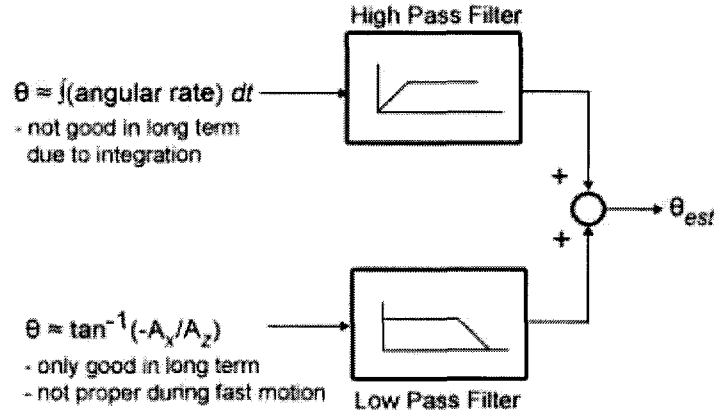 High Pass Filter
θ ≈ ∫(angular rate) dt
- not good in long term
due to integration
+
+
θest
θ ≈ tan⁻¹(-Ax/Az)
- only good in long term
- not proper during fast motion
Low Pass Filter